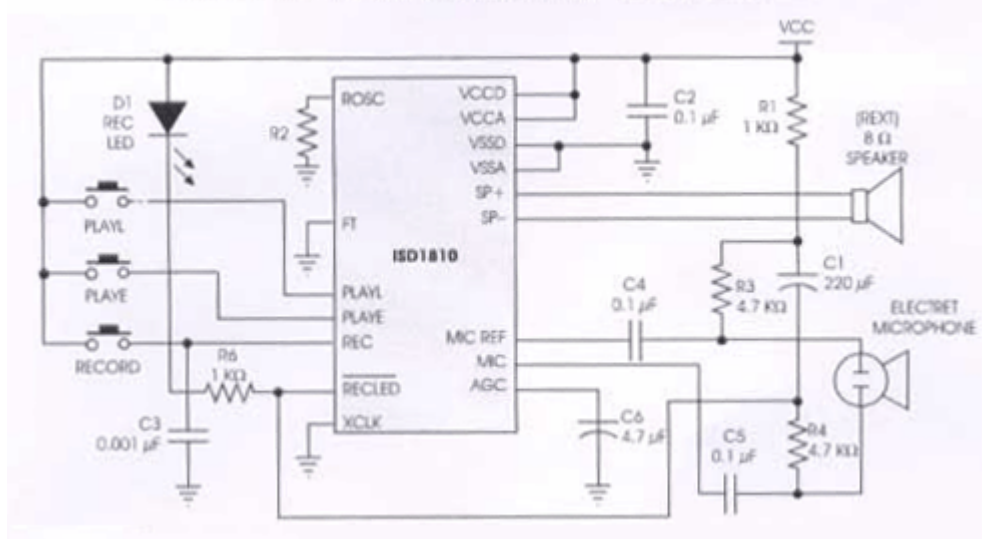 VCC
D1
REC
LED
R2
ROSC
FT
ISD1810
PLAYL
PLAYE
REC
RECLED
XCLK
VCCD
VCCA
VSSD
VSSA
SP+
SP-
MIC REF
MIC
AGC
PLAYL
PLAYE
RECORD
R6
1 KΩ
C3
0.001 µF
C2
0.1 µF
R1
1 KΩ
(REXT)
8 Ω
SPEAKER
C4
0.1 µF
R3
4.7 KΩ
C1
220 µF
ELECTRET
MICROPHONE
C6
4.7 µF
C5
0.1 µF
R4
4.7 KΩ